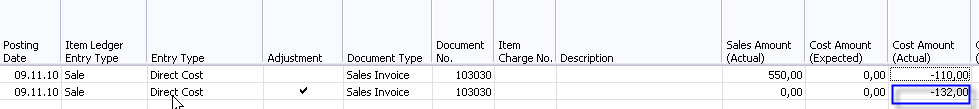 Posting Date Item Ledger Entry Type Entry Type Adjustment Document Type Document No. Item Charge No. Description Sales Amount (Actual) Cost Amount (Expected) Cost Amount (Actual)
09.11.10 Sale Direct Cost Sales Invoice 103030 550,00 0,00 -110,00
09.11.10 Sale Direct Cost ✓ Sales Invoice 103030 0,00 0,00 -132,00